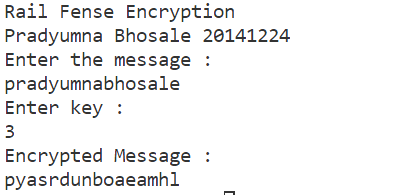 Rail Fense Encryption
Pradyumna Bhosale 20141224
Enter the message :
pradyumnabhosale
Enter key :
3
Encrypted Message :
pyasrdunboaeamhl